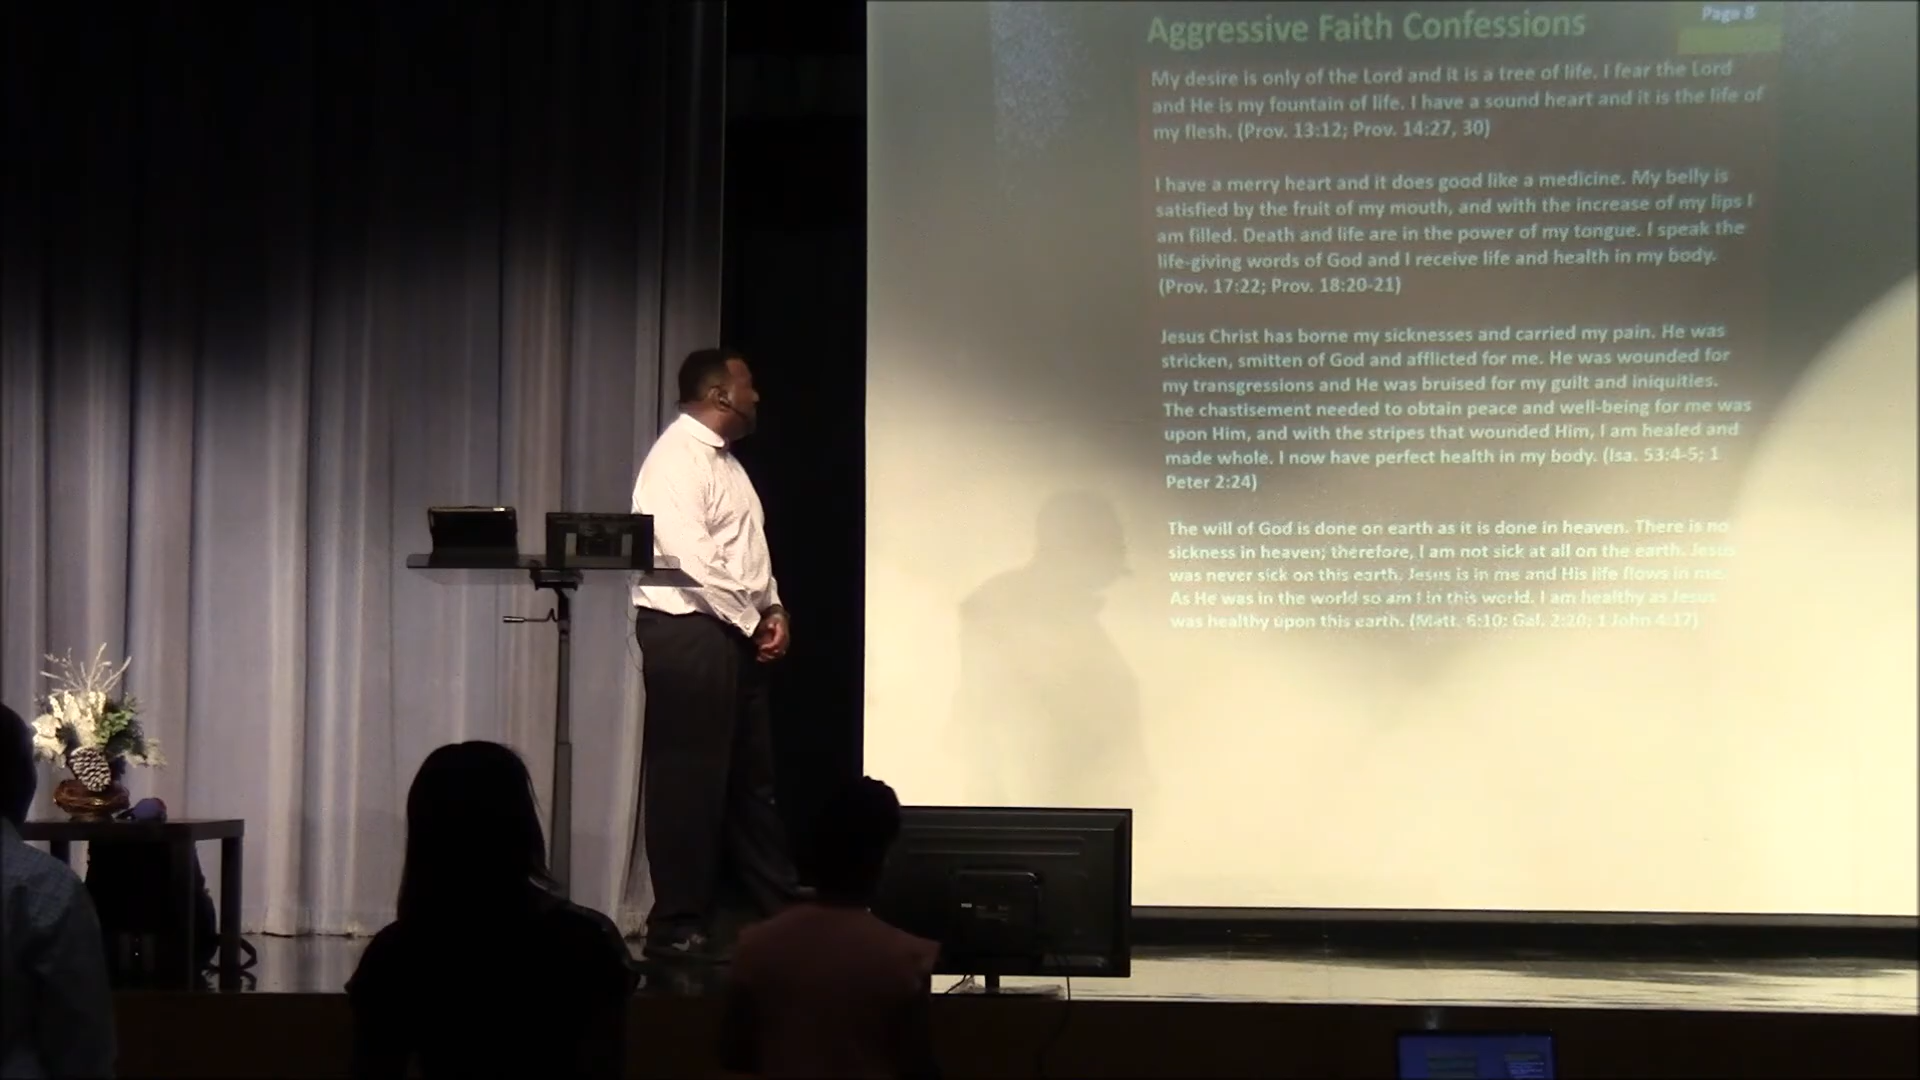 Aggressive Faith Confessions
Page 8
My desire is only of the Lord and it is a tree of life. I fear the Lord
and He is my fountain of life. I have a sound heart and it is the life of
my flesh. (Prov. 13:12; Prov. 14:27, 30)
I have a merry heart and it does good like a medicine. My belly is
satisfied by the fruit of my mouth, and with the increase of my lips I
am filled. Death and life are in the power of my tongue. I speak the
life-giving words of God and I receive life and health in my body.
(Prov. 17:22; Prov. 18:20-21)
Jesus Christ has borne my sicknesses and carried my pain. He was
stricken, smitten of God and afflicted for me. He was wounded for
my transgressions and He was bruised for my guilt and iniquities.
The chastisement needed to obtain peace and well-being for me was
upon Him, and with the stripes that wounded Him, I am healed and
made whole. I now have perfect health in my body. (Isa. 53:4-5; 1
Peter 2:24)
The will of God is done on earth as it is done in heaven. There is no
sickness in heaven; therefore, I am not sick at all on the earth. Jesus
was never sick on this earth. Jesus is in me and His life flows in me.
As He was in the world so am I in this world. I am healthy as Jesus
was healthy upon this earth. (Matt. 6:10; Gal. 2:20; 1 John 4:17)